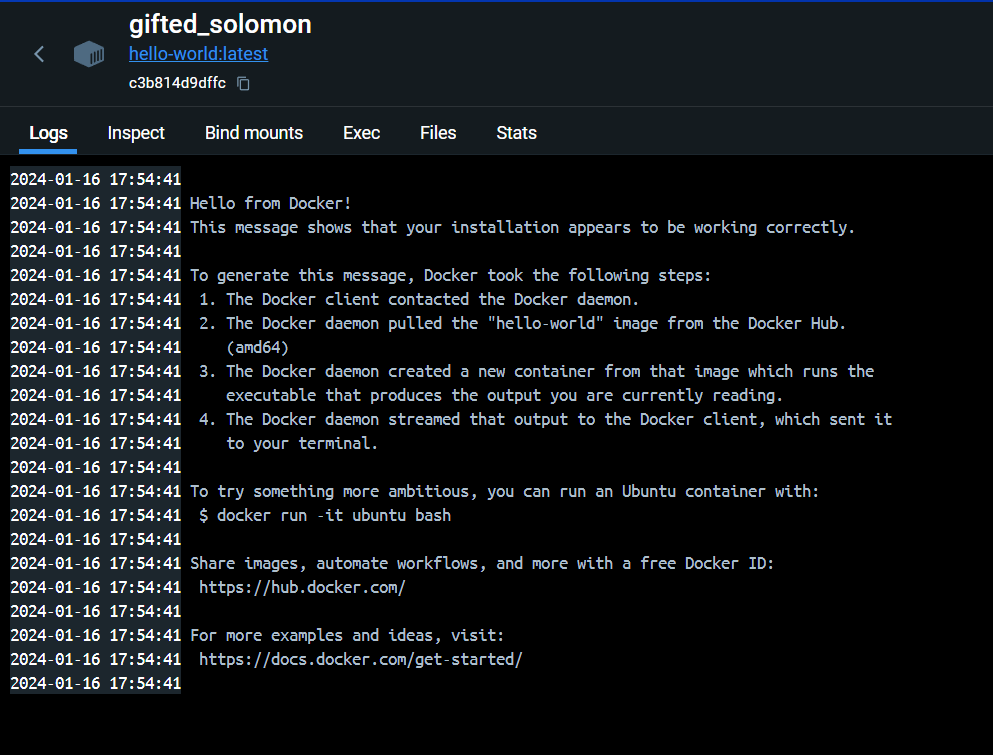 gifted_solomon
hello-world:latest
c3b814d9dffc
Logs Inspect Bind mounts Exec Files Stats
2024-01-16 17:54:41
2024-01-16 17:54:41 Hello from Docker!
2024-01-16 17:54:41 This message shows that your installation appears to be working correctly.
2024-01-16 17:54:41
2024-01-16 17:54:41 To generate this message, Docker took the following steps:
2024-01-16 17:54:41  1. The Docker client contacted the Docker daemon.
2024-01-16 17:54:41  2. The Docker daemon pulled the "hello-world" image from the Docker Hub.
2024-01-16 17:54:41     (amd64)
2024-01-16 17:54:41  3. The Docker daemon created a new container from that image which runs the
2024-01-16 17:54:41     executable that produces the output you are currently reading.
2024-01-16 17:54:41  4. The Docker daemon streamed that output to the Docker client, which sent it
2024-01-16 17:54:41     to your terminal.
2024-01-16 17:54:41
2024-01-16 17:54:41 To try something more ambitious, you can run an Ubuntu container with:
2024-01-16 17:54:41  $ docker run -it ubuntu bash
2024-01-16 17:54:41
2024-01-16 17:54:41 Share images, automate workflows, and more with a free Docker ID:
2024-01-16 17:54:41  https://hub.docker.com/
2024-01-16 17:54:41
2024-01-16 17:54:41 For more examples and ideas, visit:
2024-01-16 17:54:41  https://docs.docker.com/get-started/
2024-01-16 17:54:41